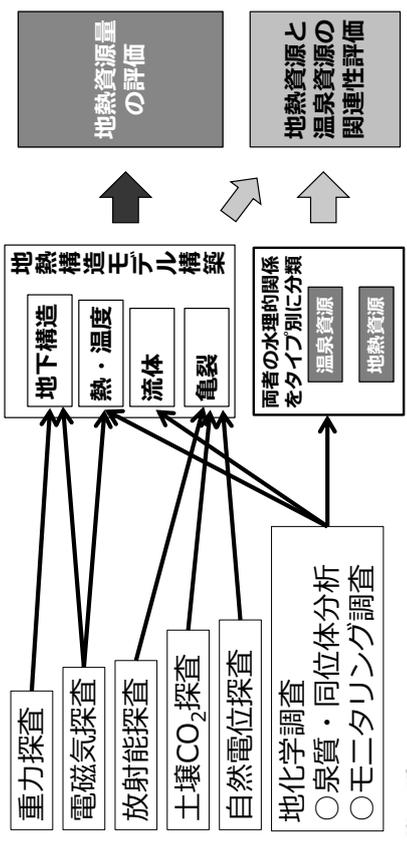 重力探査
電磁気探査
放射能探査
土壌CO2探査
自然電位探査
地化学調査
○泉質・同位体分析
○モニタリング調査
地熱構造モデル構築
地下構造
熱・温度
流体
亀裂
両者の水理的関係
をタイプ別に分類
温泉資源
地熱資源
地熱資源量
の評価
地熱資源と
温泉資源の
関連性評価